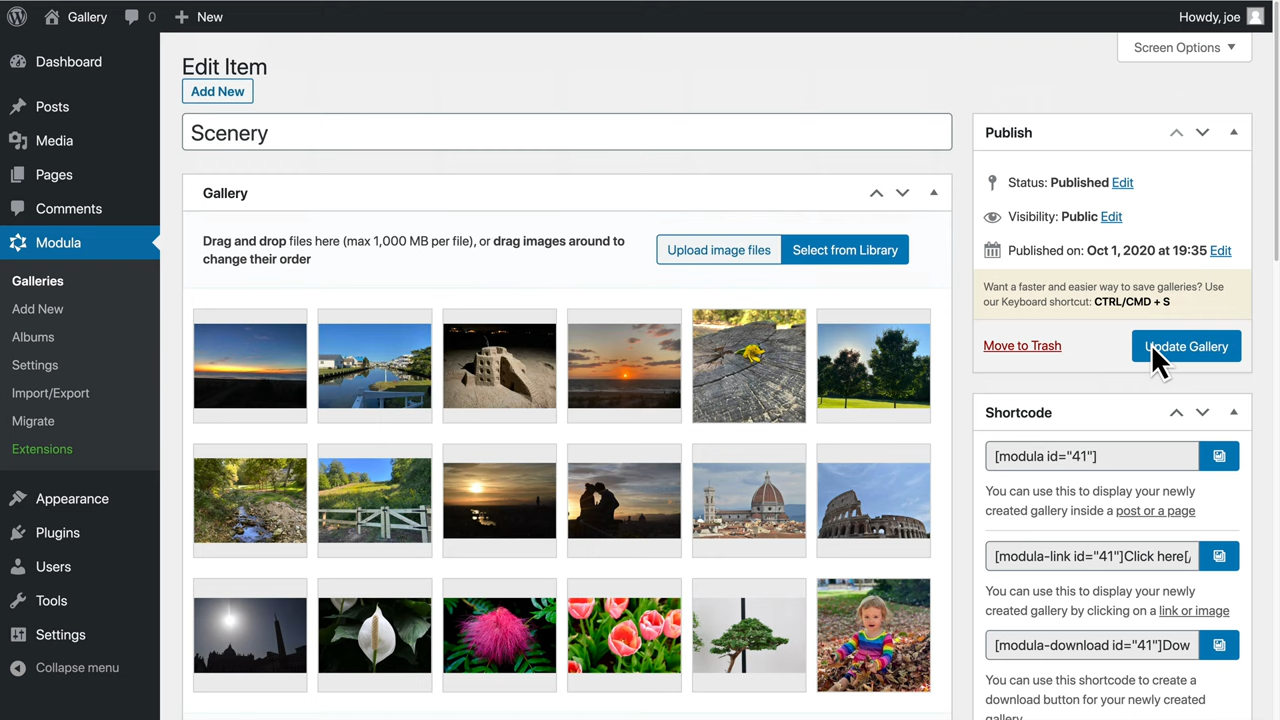 Gallery
0
New
Howdy, joe
Dashboard
Posts
Media
Pages
Comments
Modula
Galleries
Add New
Albums
Settings
Import/Export
Migrate
Extensions
Appearance
Plugins
Users
Tools
Settings
Collapse menu
Screen Options
Edit Item
Add New
Scenery
Gallery
Drag and drop files here (max 1,000 MB per file), or drag images around to
change their order
Upload image files
Select from Library
Publish
Status: Published Edit
Visibility: Public Edit
Published on: Oct 1, 2020 at 19:35 Edit
Want a faster and easier way to save galleries? Use
our Keyboard shortcut: CTRL/CMD + S
Move to Trash
Update Gallery
Shortcode
[modula id="41"]
You can use this to display your newly
created gallery inside a post or a page
[modula-link id="41"]Click here[/
You can use this to display your newly
created gallery by clicking on a link or image
[modula-download id="41"]Dow
You can use this shortcode to create a
download button for your newly created
gallery